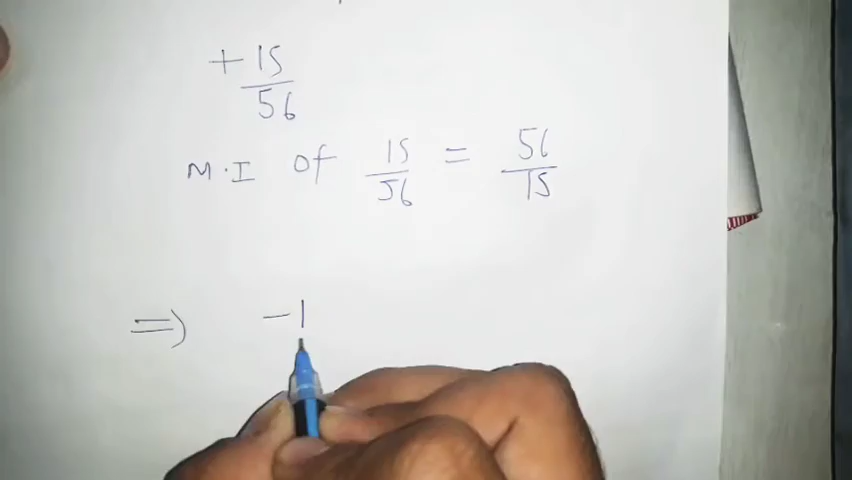 + 15/56
M.I of 15/56 = 56/15
=) -1